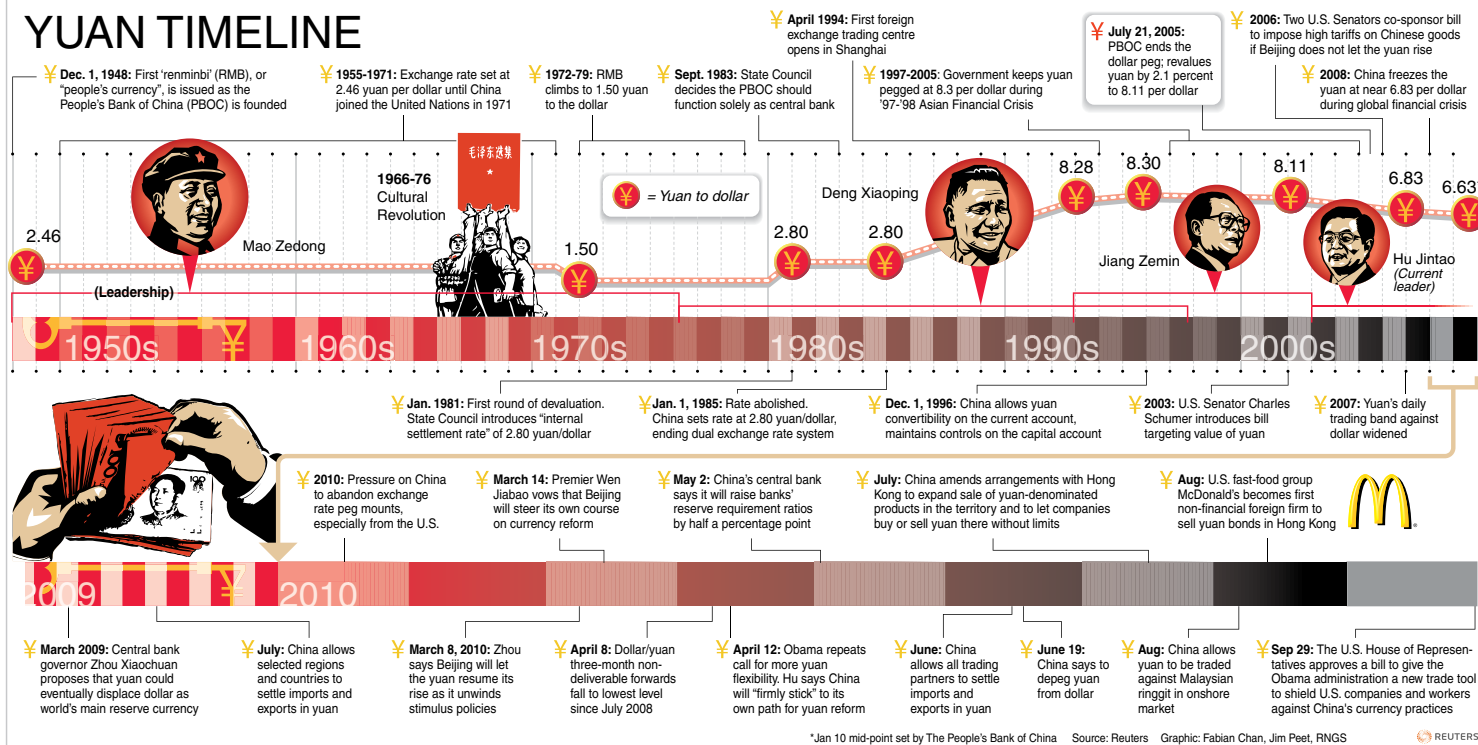 YUAN TIMELINE
¥ Dec. 1, 1948: First 'renminbi' (RMB), or
"people's currency", is issued as the
People's Bank of China (PBOC) is founded
¥ 1955-1971: Exchange rate set at
2.46 yuan per dollar until China
joined the United Nations in 1971
¥ 1972-79: RMB
climbs to 1.50 yuan
to the dollar
¥ Sept. 1983: State Council
decides the PBOC should
function solely as central bank
¥ April 1994: First foreign
exchange trading centre
opens in Shanghai
¥ 1997-2005: Government keeps yuan
pegged at 8.3 per dollar during
'97-'98 Asian Financial Crisis
¥ July 21, 2005:
PBOC ends the
dollar peg; revalues
yuan by 2.1 percent
to 8.11 per dollar
¥ 2006: Two U.S. Senators co-sponsor bill
to impose high tariffs on Chinese goods
if Beijing does not let the yuan rise
¥ 2008: China freezes the
yuan at near 6.83 per dollar
during global financial crisis
毛泽东选集
1966-76
Cultural
Revolution
¥ = Yuan to dollar
2.46
Mao Zedong
1.50
2.80
2.80
Deng Xiaoping
8.28
8.30
Jiang Zemin
8.11
6.83
6.63
Hu Jintao
(Current
leader)
(Leadership)
1950s
1960s
1970s
1980s
1990s
2000s
¥ Jan. 1981: First round of devaluation.
State Council introduces "internal
settlement rate" of 2.80 yuan/dollar
¥ Jan. 1, 1985: Rate abolished.
China sets rate at 2.80 yuan/dollar,
ending dual exchange rate system
¥ Dec. 1, 1996: China allows yuan
convertibility on the current account,
maintains controls on the capital account
¥ 2003: U.S. Senator Charles
Schumer introduces bill
targeting value of yuan
¥ 2007: Yuan's daily
trading band against
dollar widened
100
¥ 2010: Pressure on China
to abandon exchange
rate peg mounts,
especially from the U.S.
¥ March 14: Premier Wen
Jiabao vows that Beijing
will steer its own course
on currency reform
¥ May 2: China's central bank
says it will raise banks'
reserve requirement ratios
by half a percentage point
¥ July: China amends arrangements with Hong
Kong to expand sale of yuan-denominated
products in the territory and to let companies
buy or sell yuan there without limits
¥ Aug: U.S. fast-food group
McDonald's becomes first
non-financial foreign firm to
sell yuan bonds in Hong Kong
2009
2010
¥ March 2009: Central bank
governor Zhou Xiaochuan
proposes that yuan could
eventually displace dollar as
world's main reserve currency
¥ July: China allows
selected regions
and countries to
settle imports and
exports in yuan
¥ March 8, 2010: Zhou
says Beijing will let
the yuan resume its
rise as it unwinds
stimulus policies
¥ April 8: Dollar/yuan
three-month non-
deliverable forwards
fall to lowest level
since July 2008
¥ April 12: Obama repeats
call for more yuan
flexibility. Hu says China
will "firmly stick" to its
own path for yuan reform
¥ June: China
allows all trading
partners to settle
imports and
exports in yuan
¥ June 19:
China says to
depeg yuan
from dollar
¥ Aug: China allows
yuan to be traded
against Malaysian
ringgit in onshore
market
¥ Sep 29: The U.S. House of Represen-
tatives approves a bill to give the
Obama administration a new trade tool
to shield U.S. companies and workers
against China's currency practices
*Jan 10 mid-point set by The People's Bank of China Source: Reuters Graphic: Fabian Chan, Jim Peet, RNGS
REUTERS